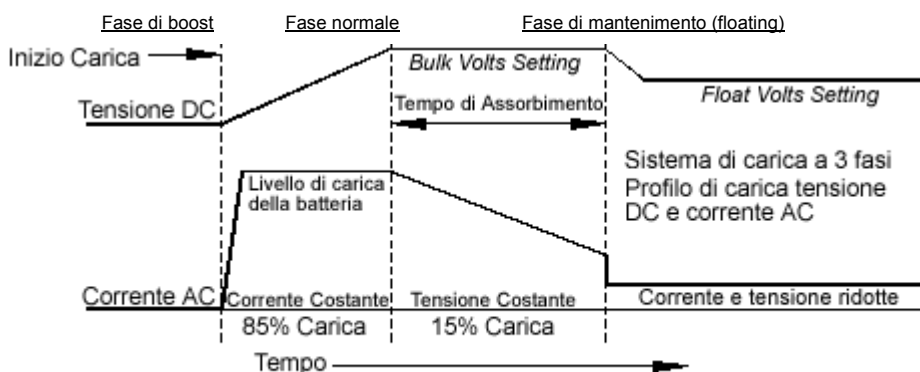 Fase di boost Fase normale Fase di mantenimento (floating)
Inizio Carica
Bulk Volts Setting
Float Volts Setting
Tensione DC
Tempo di Assorbimento
Sistema di carica a 3 fasi
Profilo di carica tensione
DC e corrente AC
Livello di carica
della batteria
Corrente AC Corrente Costante Tensione Costante Corrente e tensione ridotte
85% Carica 15% Carica
Tempo